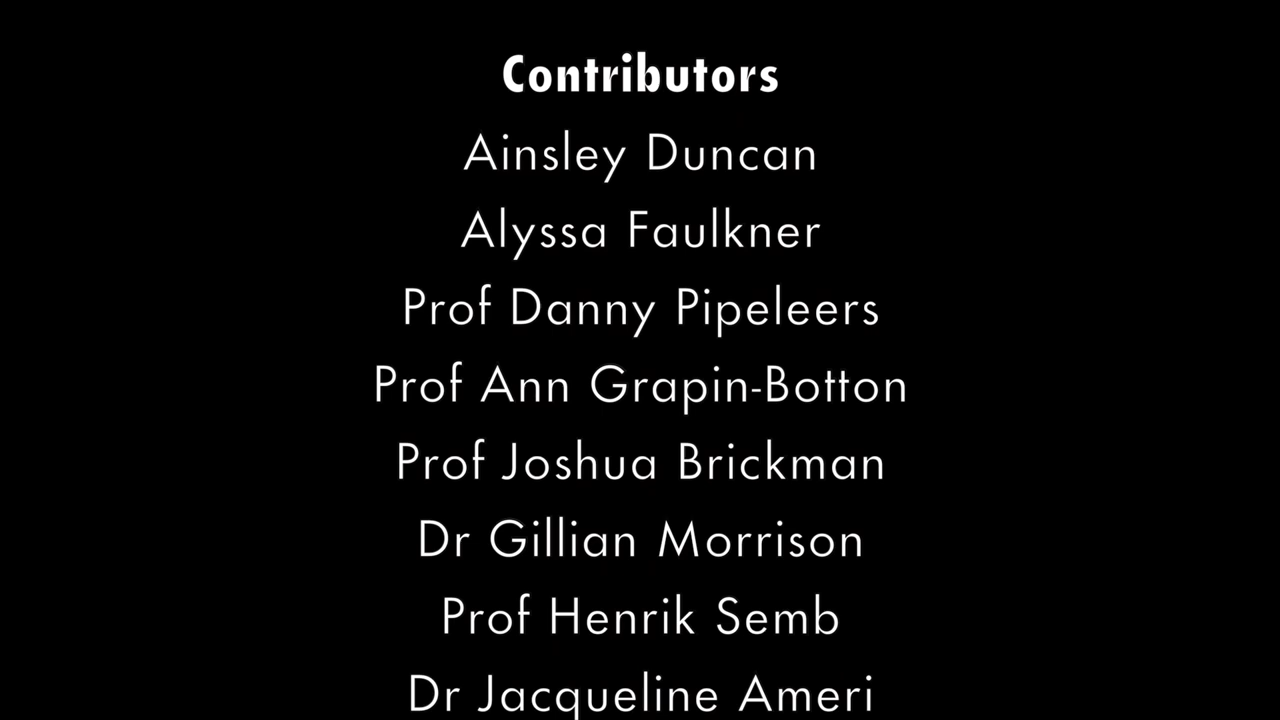 Contributors
Ainsley Duncan
Alyssa Faulkner
Prof Danny Pipeleers
Prof Ann Grapin-Botton
Prof Joshua Brickman
Dr Gillian Morrison
Prof Henrik Semb
Dr Jacqueline Ameri